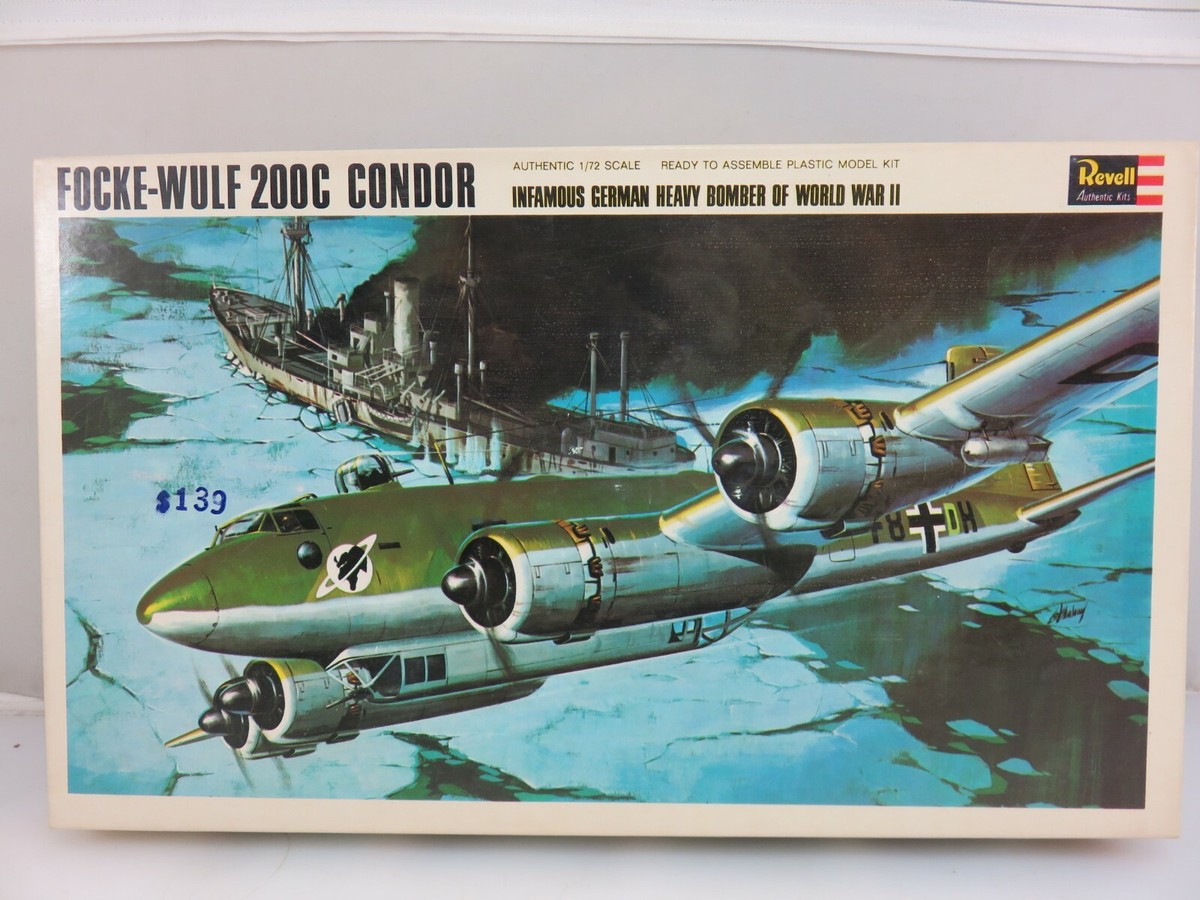 FOCKE-WULF 200C CONDOR
AUTHENTIC 1/72 SCALE READY TO ASSEMBLE PLASTIC MODEL KIT
INFAMOUS GERMAN HEAVY BOMBER OF WORLD WAR II
Revell
Authentic Kits
$139
F8 DH